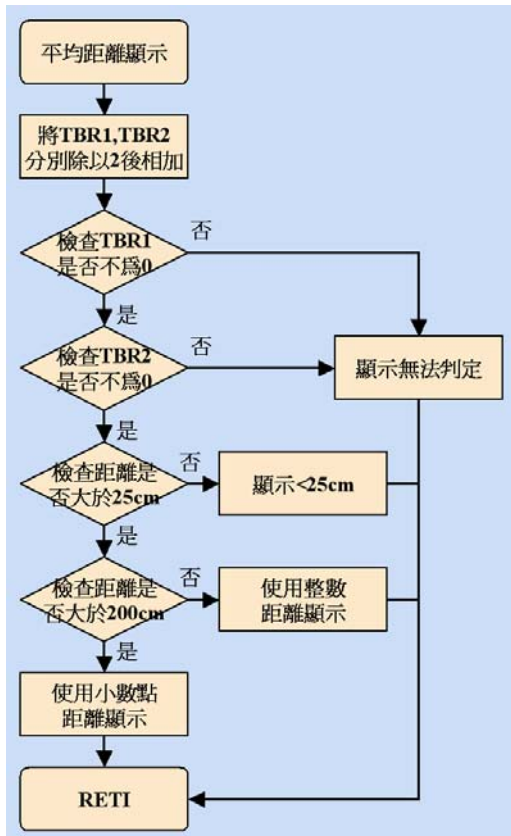 平均距離顯示
將TBR1,TBR2
分別除以2後相加
檢查TBR1
是否不為0
否
是
檢查TBR2
是否不為0
否
顯示無法判定
是
檢查距離是
否大於25cm
否
顯示<25cm
是
檢查距離是
否大於200cm
否
使用整數
距離顯示
是
使用小數點
距離顯示
RETI